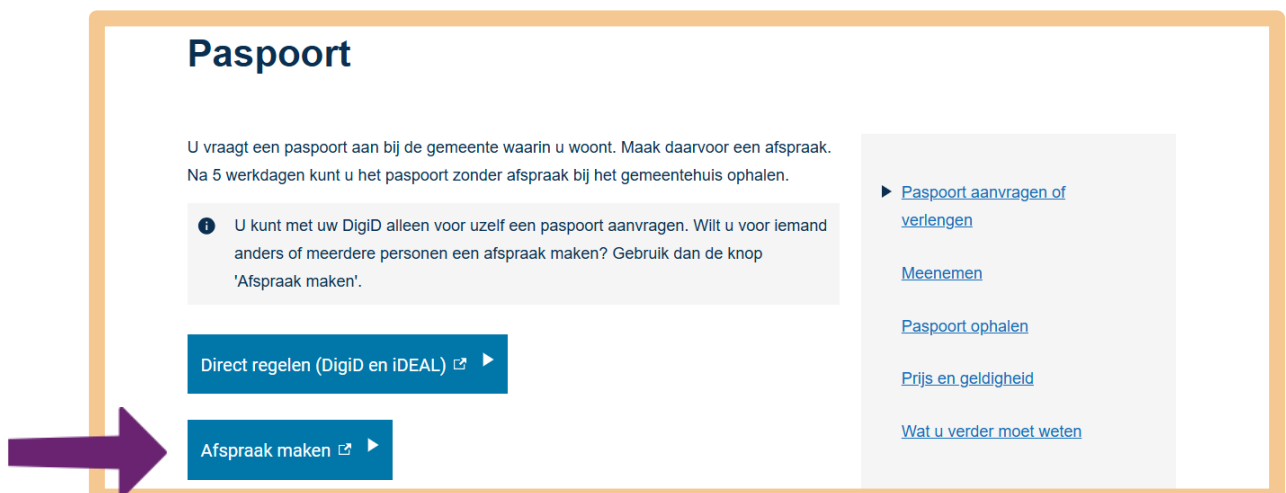 Paspoort
U vraagt een paspoort aan bij de gemeente waarin u woont. Maak daarvoor een afspraak.
Na 5 werkdagen kunt u het paspoort zonder afspraak bij het gemeentehuis ophalen.
U kunt met uw DigiD alleen voor uzelf een paspoort aanvragen. Wilt u voor iemand
anders of meerdere personen een afspraak maken? Gebruik dan de knop
'Afspraak maken'.
Direct regelen (DigiD en iDEAL)
Afspraak maken
Paspoort aanvragen of
verlengen
Meenemen
Paspoort ophalen
Prijs en geldigheid
Wat u verder moet weten